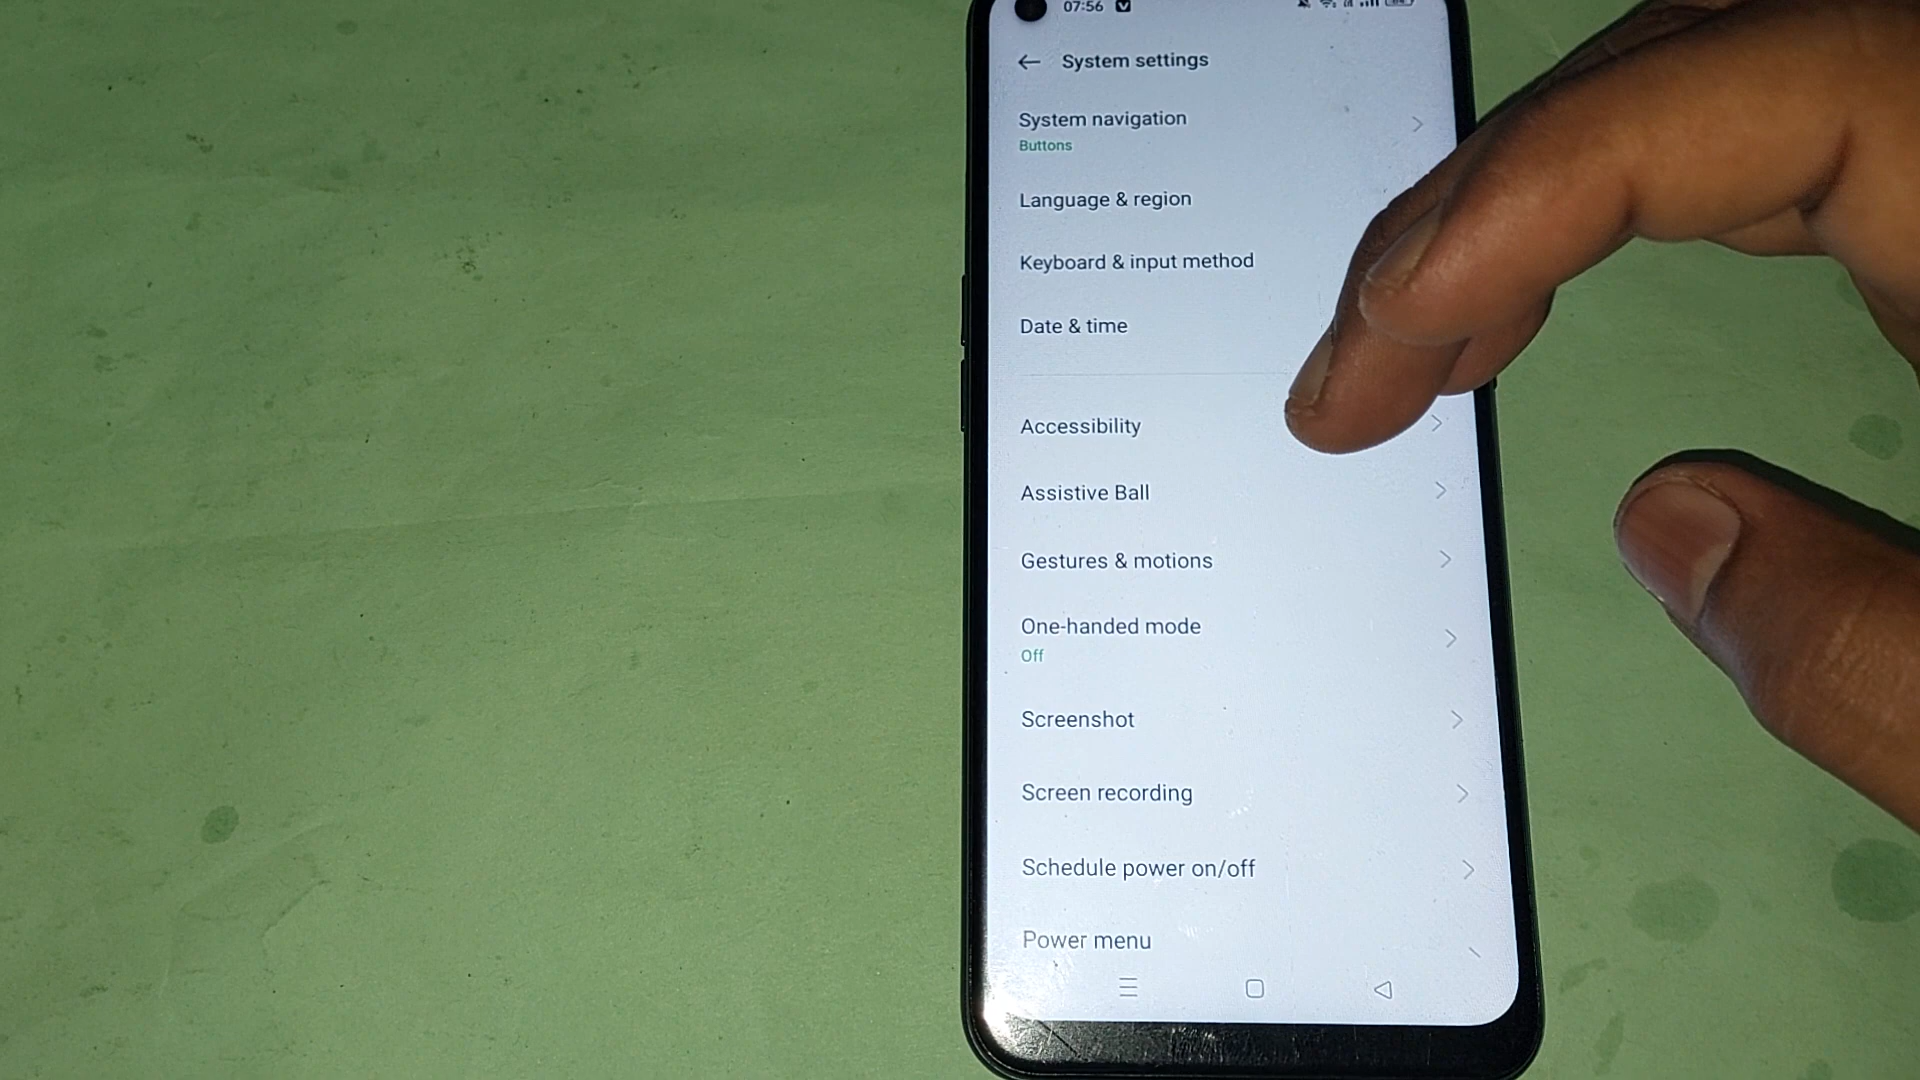 07:56
System settings
System navigation
Buttons
Language & region
Keyboard & input method
Date & time
Accessibility
Assistive Ball
Gestures & motions
One-handed mode
Off
Screenshot
Screen recording
Schedule power on/off
Power menu